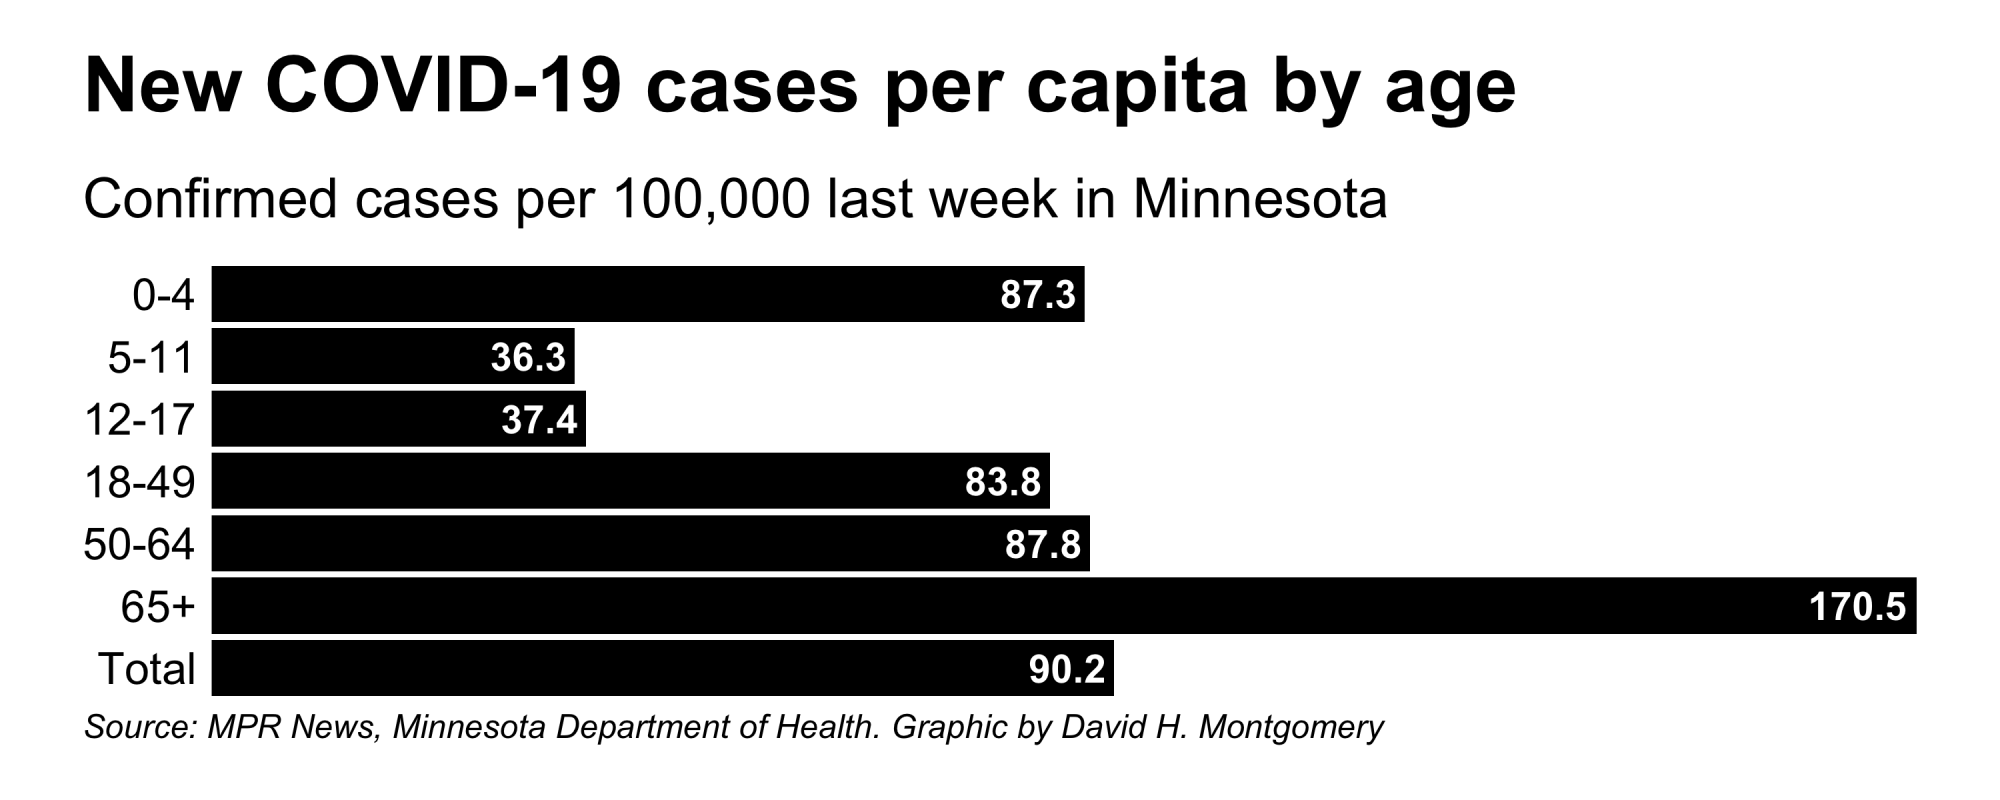 New COVID-19 cases per capita by age
Confirmed cases per 100,000 last week in Minnesota
0-4 87.3
5-11 36.3
12-17 37.4
18-49 83.8
50-64 87.8
65+ 170.5
Total 90.2
Source: MPR News, Minnesota Department of Health. Graphic by David H. Montgomery